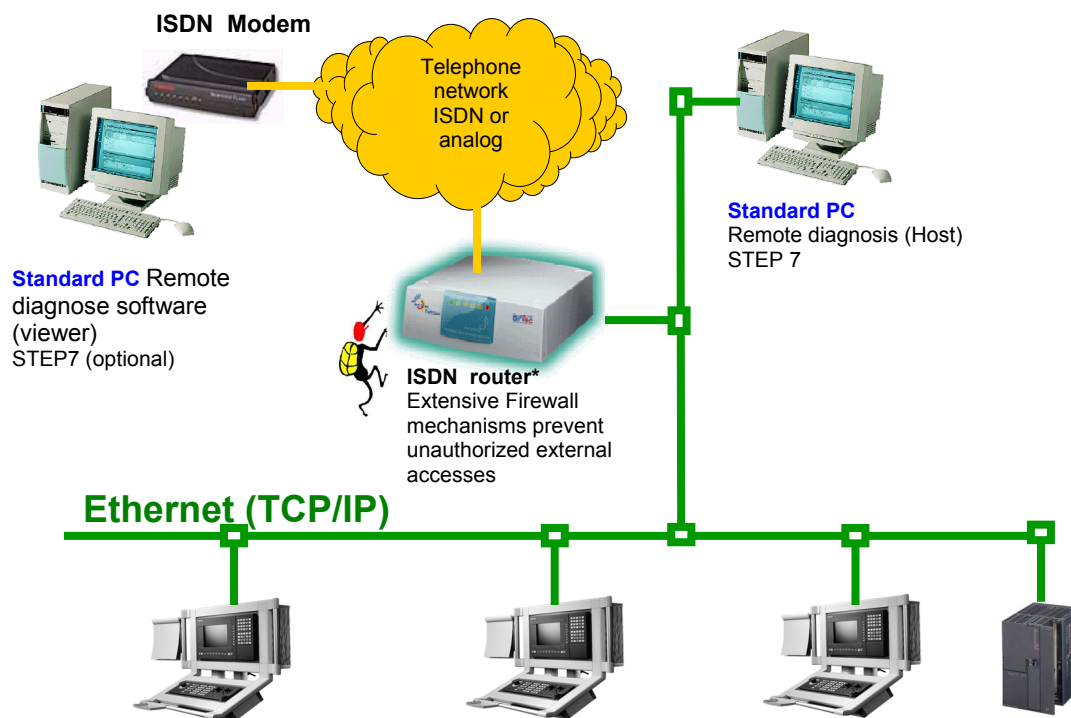 ISDN  Modem
Telephone
network
ISDN or
analog
Standard PC Remote
diagnose software
(viewer)
STEP7 (optional)
Standard PC
Remote diagnosis (Host)
STEP 7
ISDN  router*
Extensive Firewall
mechanisms prevent
unauthorized external
accesses
Ethernet (TCP/IP)